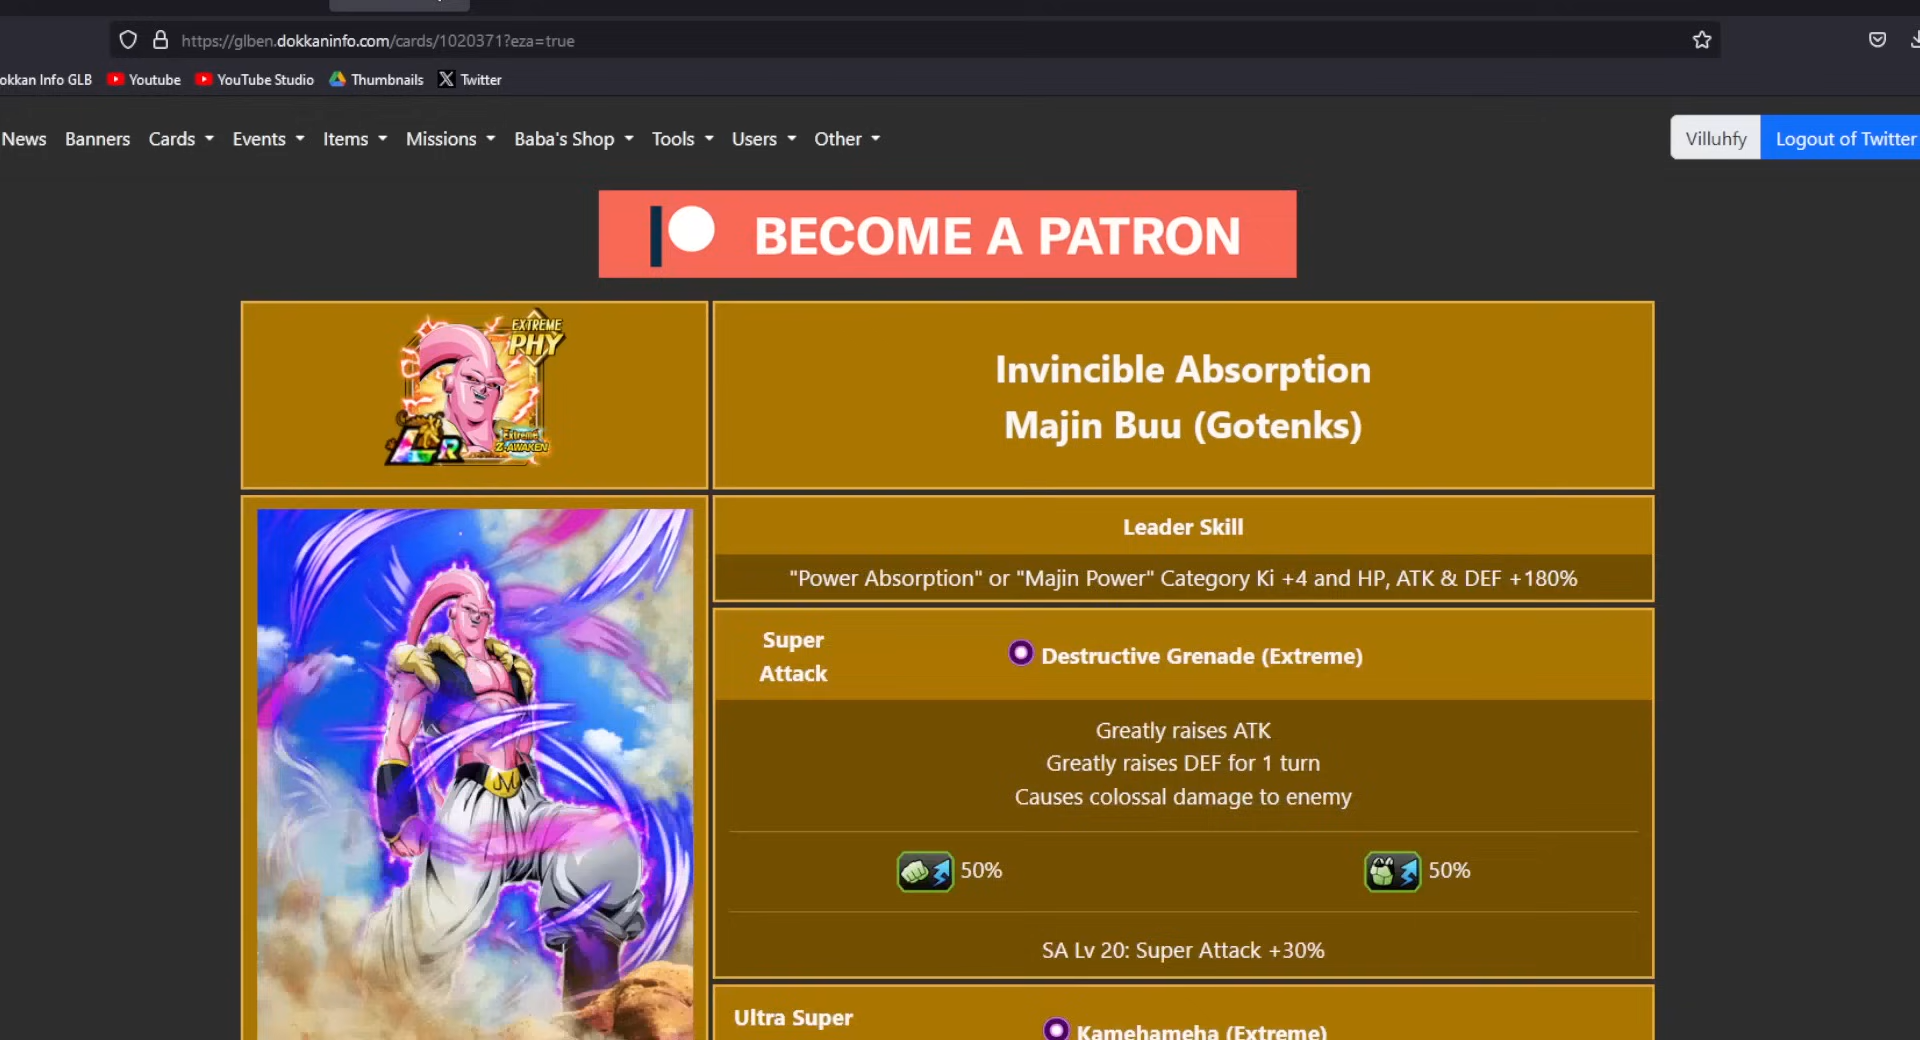 https://glben.dokkaninfo.com/cards/1020371?eza=true
okkan Info GLB Youtube YouTube Studio Thumbnails Twitter
News Banners Cards Events Items Missions Baba's Shop Tools Users Other Villuhfy Logout of Twitter
BECOME A PATRON
EXTREME
PHY
LR
Extreme
Z-AWAKEN
Invincible Absorption
Majin Buu (Gotenks)
Leader Skill
"Power Absorption" or "Majin Power" Category Ki +4 and HP, ATK & DEF +180%
Super
Attack
Destructive Grenade (Extreme)
Greatly raises ATK
Greatly raises DEF for 1 turn
Causes colossal damage to enemy
50% 50%
SA Lv 20: Super Attack +30%
Ultra Super
Kamehameha (Extreme)